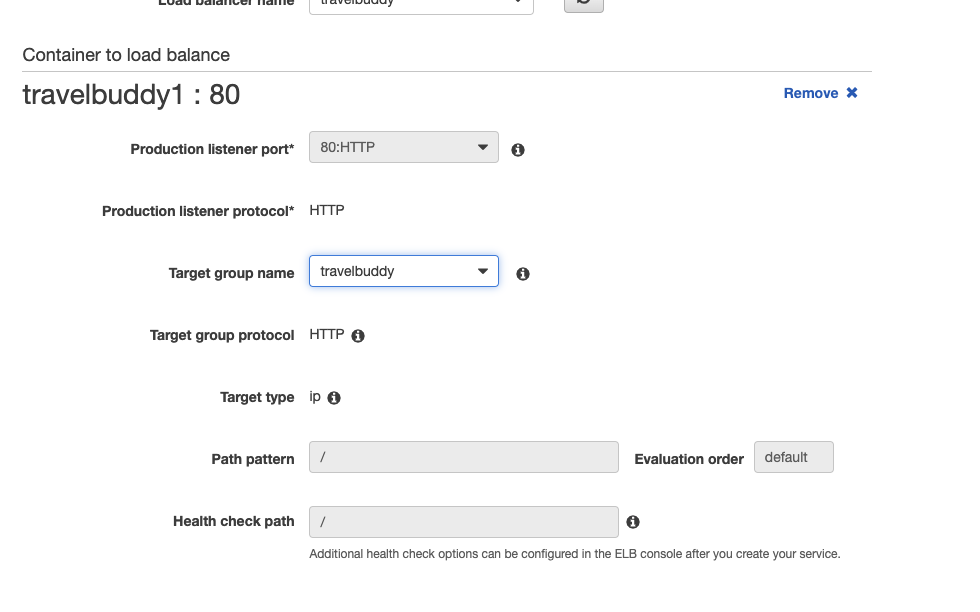 Load balancer name travelbuddy
Container to load balance
travelbuddy1 : 80
Remove ✖
Production listener port* 80:HTTP
Production listener protocol* HTTP
Target group name travelbuddy
Target group protocol HTTP
Target type ip
Path pattern / Evaluation order default
Health check path /
Additional health check options can be configured in the ELB console after you create your service.